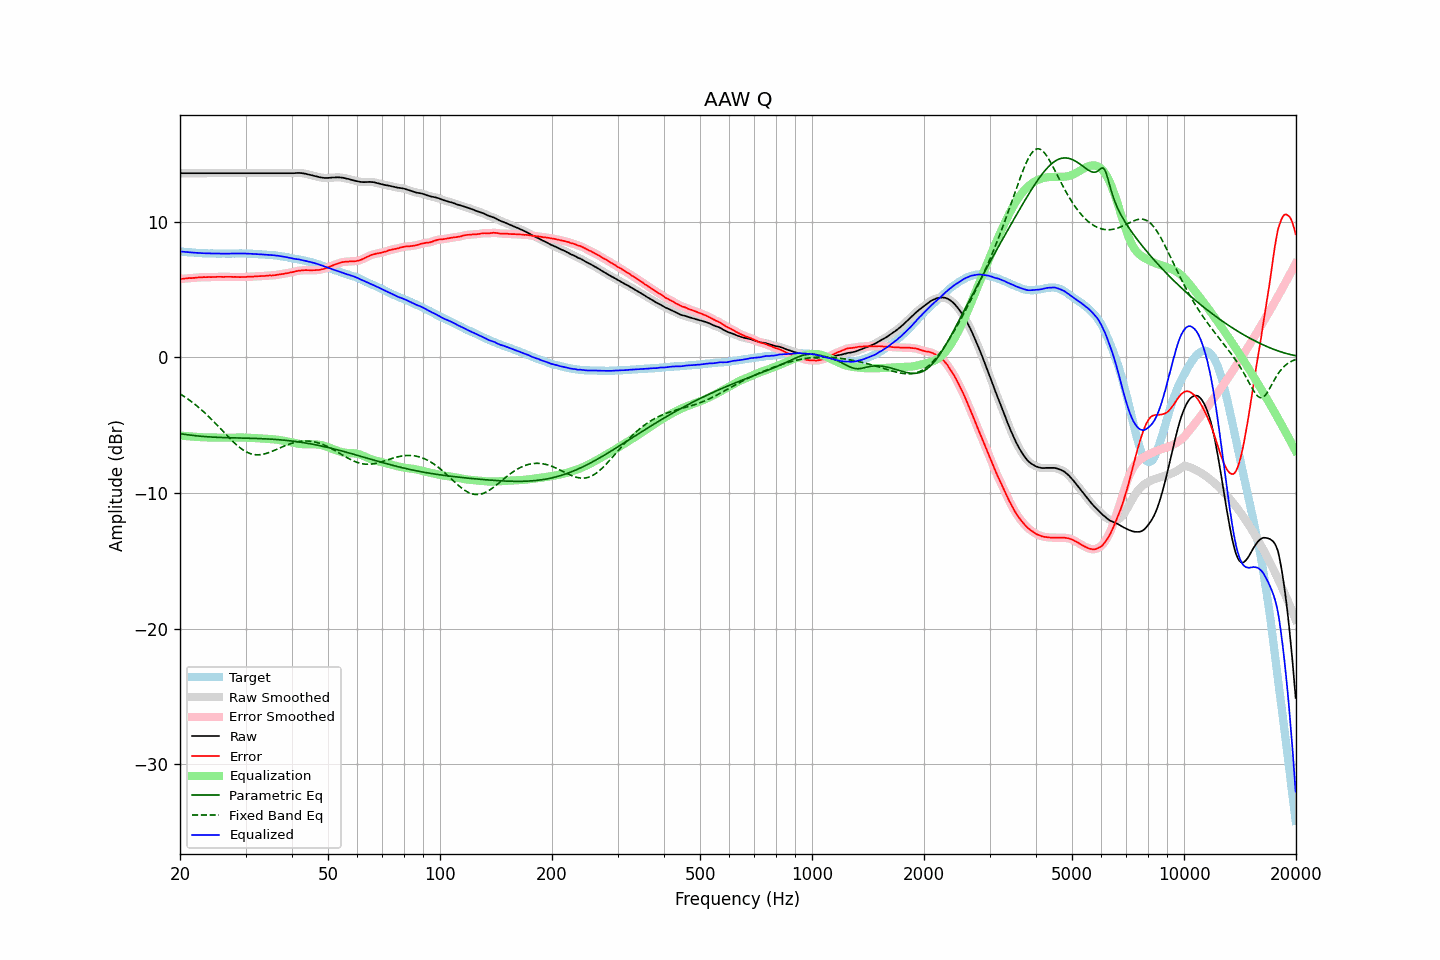 AAW Q
Amplitude (dBr)
10
0
−10
−20
−30
Target
Raw Smoothed
Error Smoothed
Raw
Error
Equalization
Parametric Eq
Fixed Band Eq
Equalized
20 50 100 200 500 1000 2000 5000 10000 20000
Frequency (Hz)